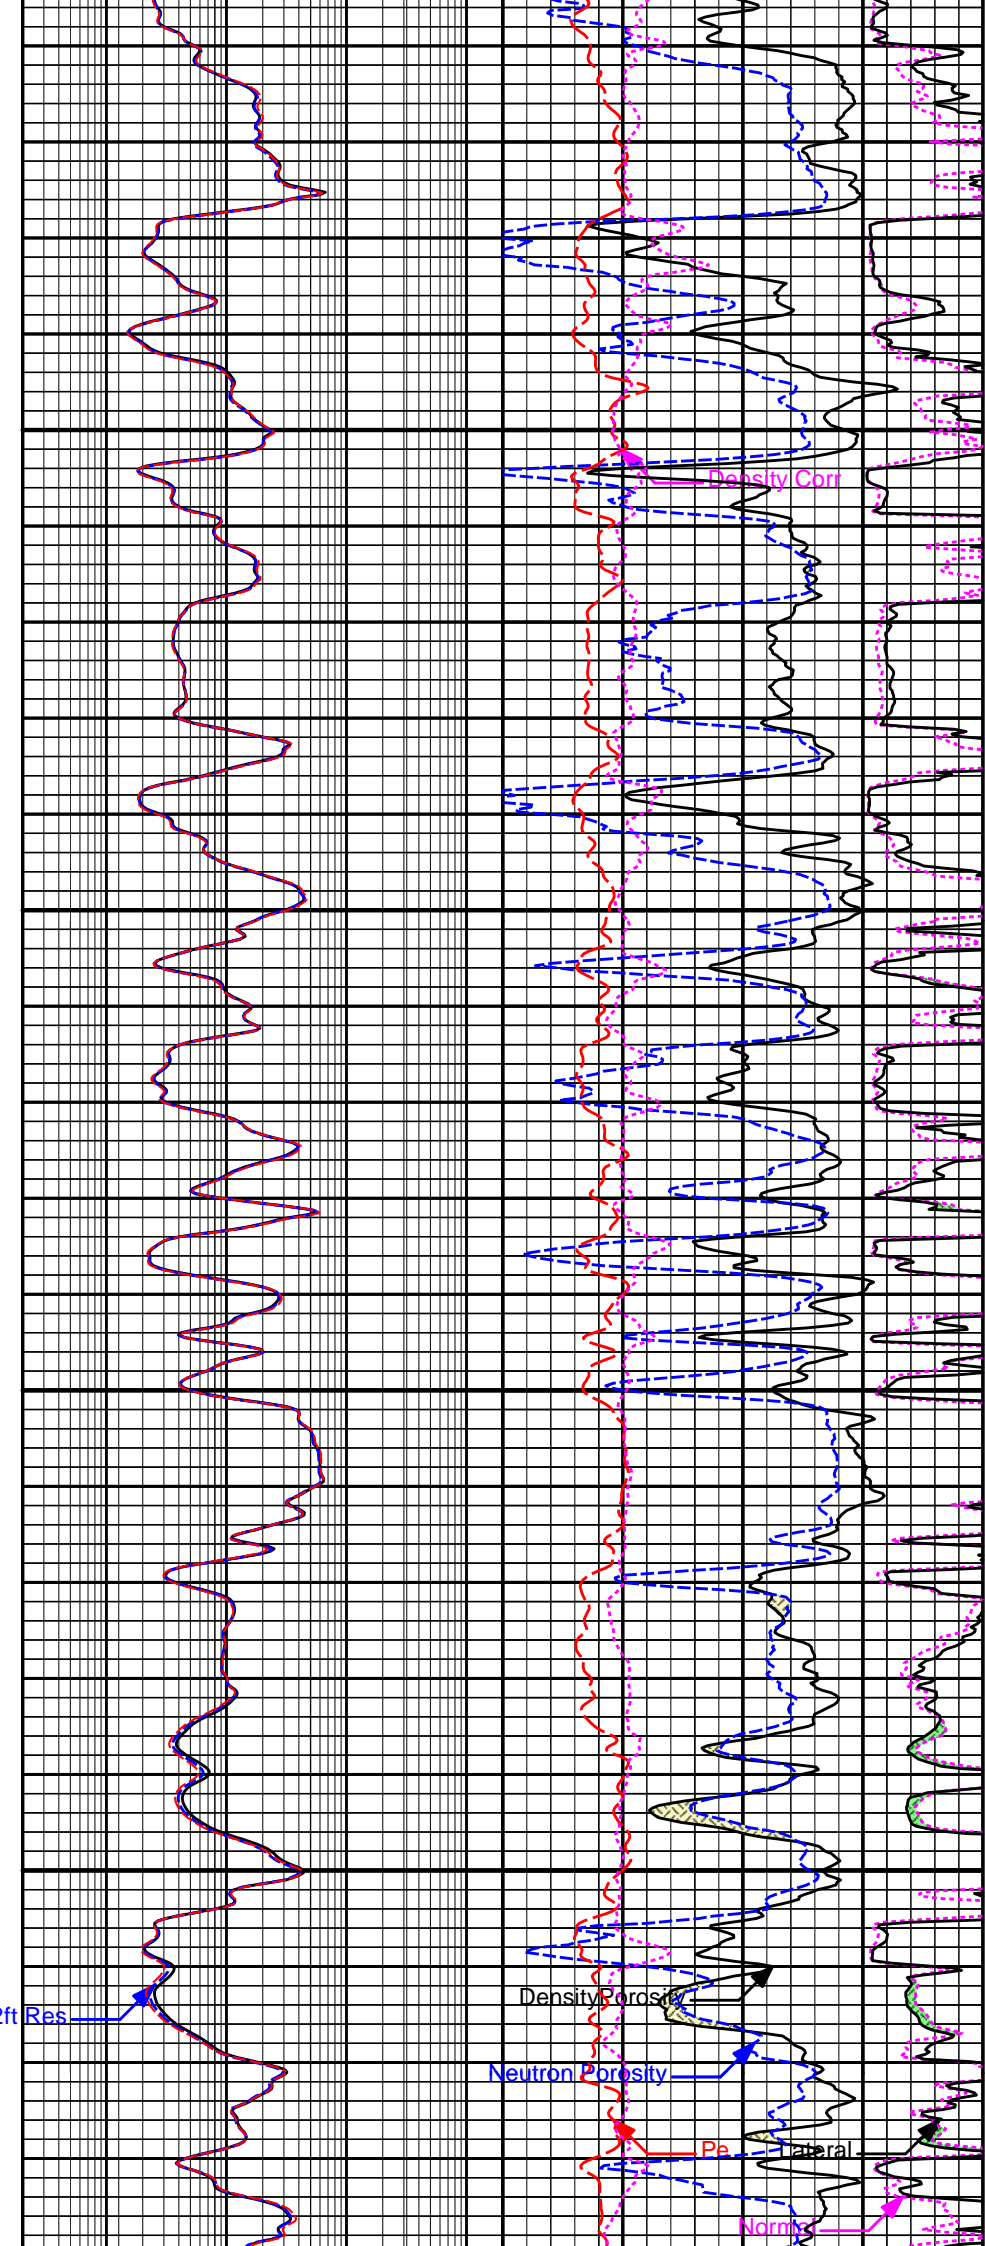 Density Corr
DensityPorosity
2ft Res
Neutron Porosity
Pe
Lateral
Normal